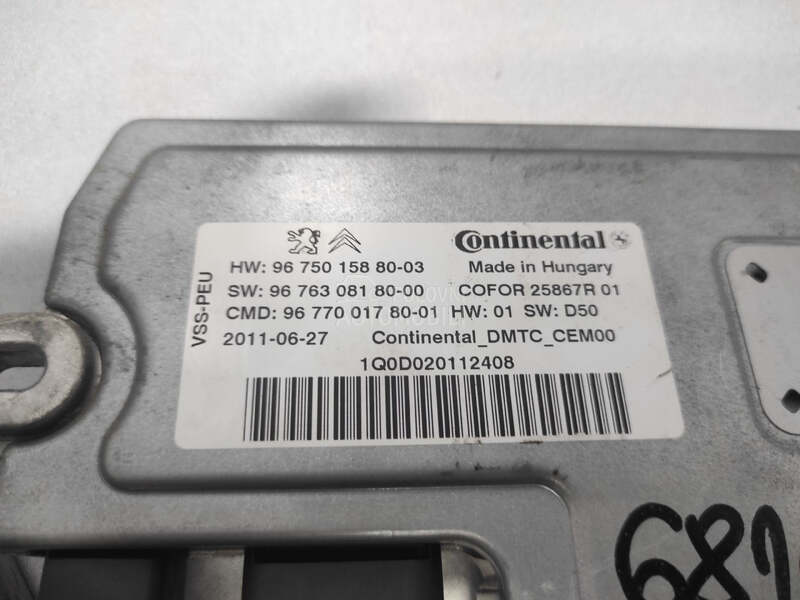 Continental
HW: 96 750 158 80-03 Made in Hungary
SW: 96 763 081 80-00 COFOR 25867R 01
CMD: 96 770 017 80-01 HW: 01 SW: D50
2011-06-27 Continental_DMTC_CEM00
1Q0D020112408
VSS-PEU